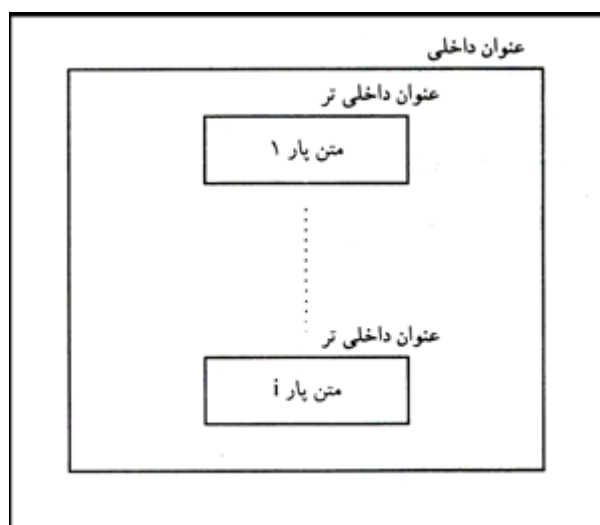 عنوان داخلی
عنوان داخلی تر
متن پار ۱
عنوان داخلی تر
متن پار i